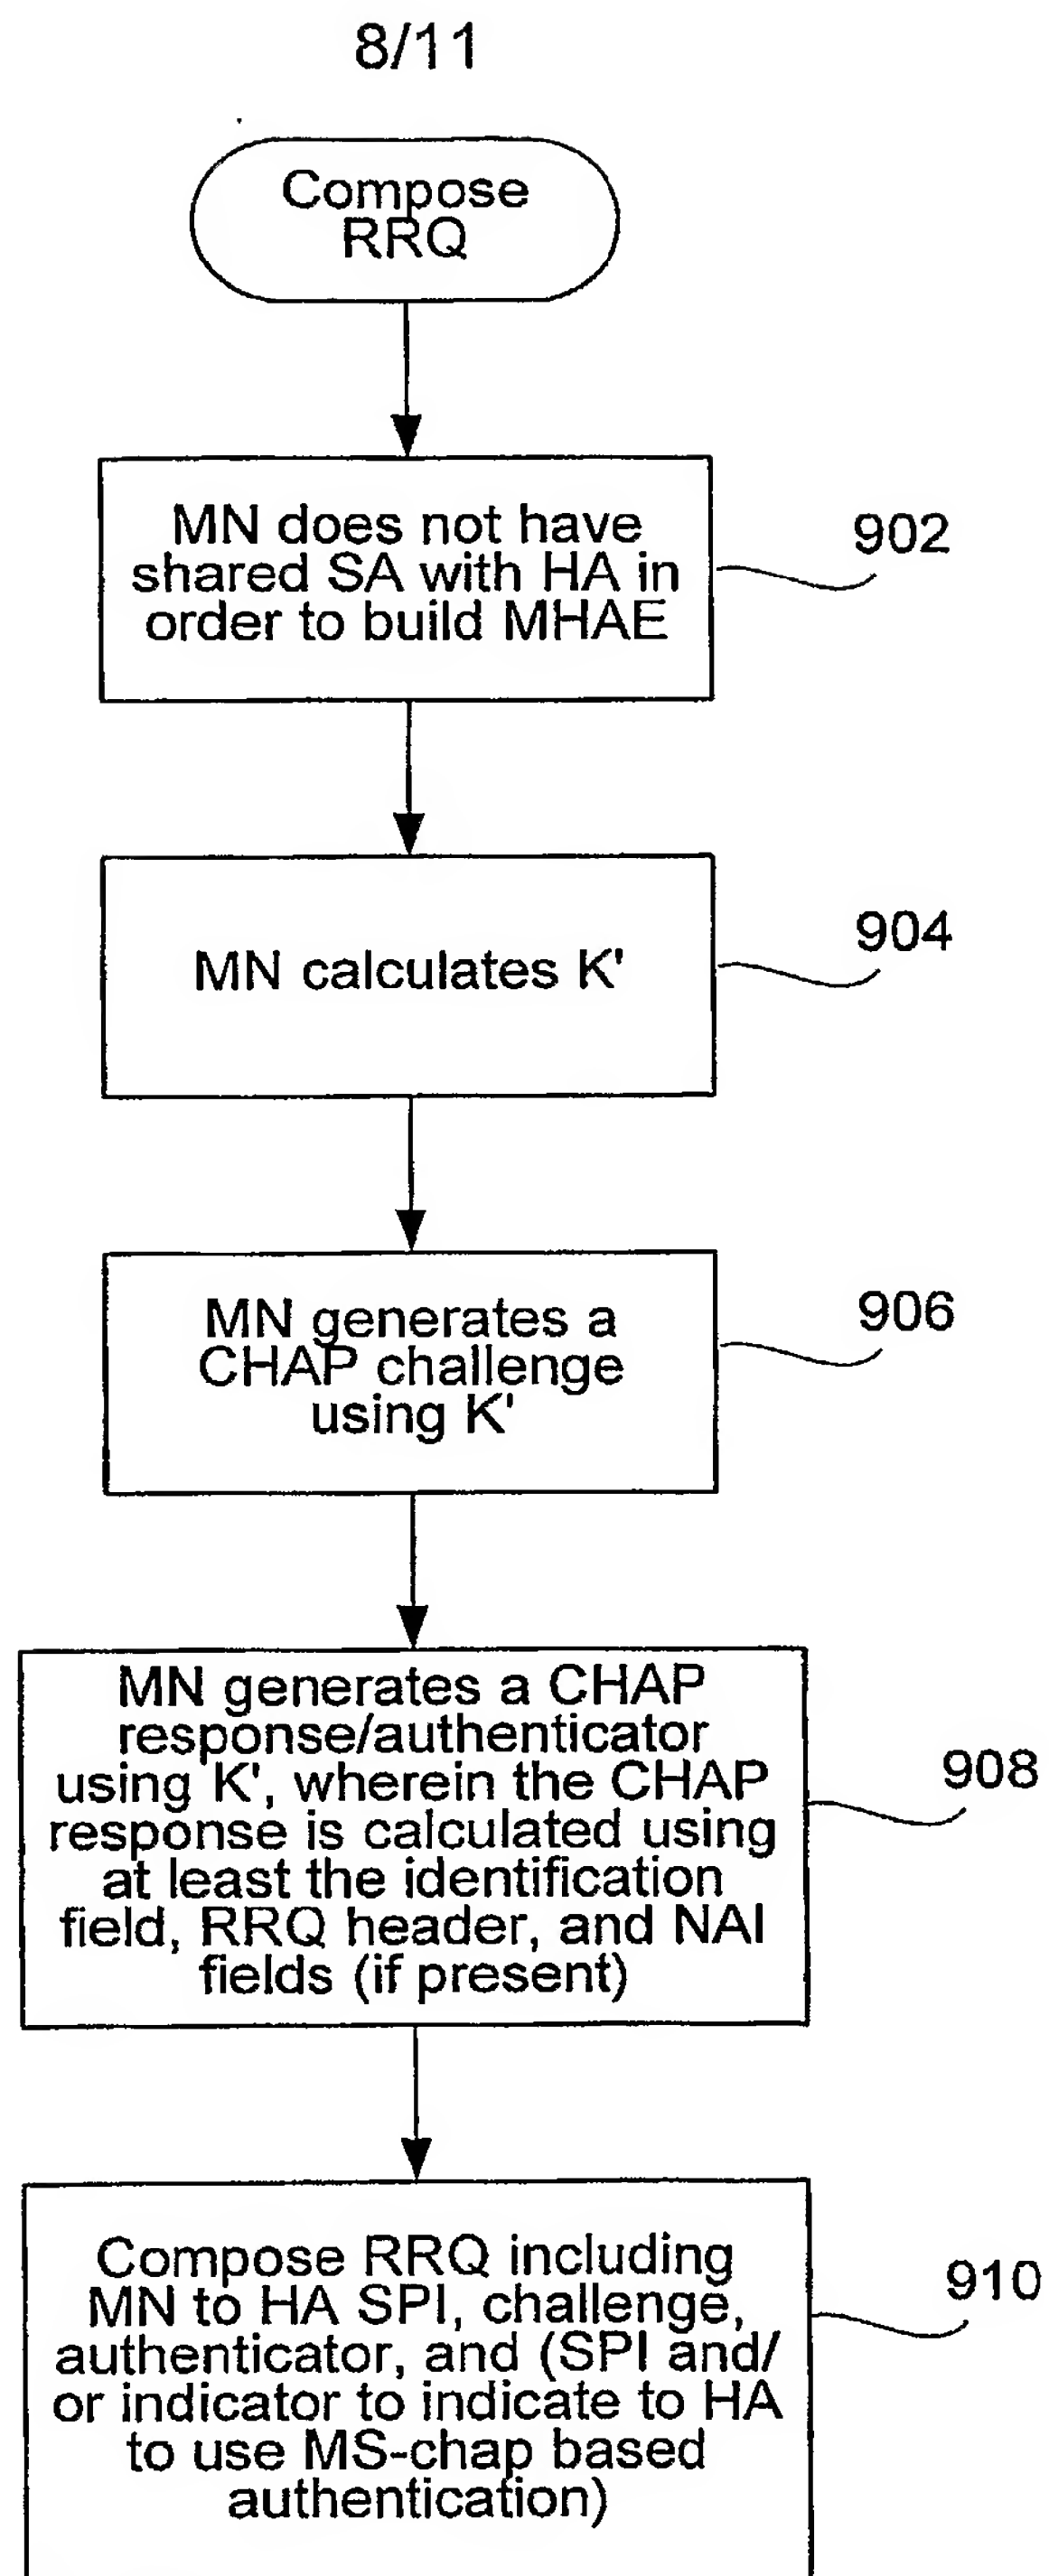 8/11
Compose
RRQ
MN does not have
shared SA with HA in
order to build MHAE
902
MN calculates K'
904
MN generates a
CHAP challenge
using K'
906
MN generates a CHAP
response/authenticator
using K', wherein the CHAP
response is calculated using
at least the identification
field, RRQ header, and NAI
fields (if present)
908
Compose RRQ including
MN to HA SPI, challenge,
authenticator, and (SPI and/
or indicator to indicate to HA
to use MS-chap based
authentication)
910